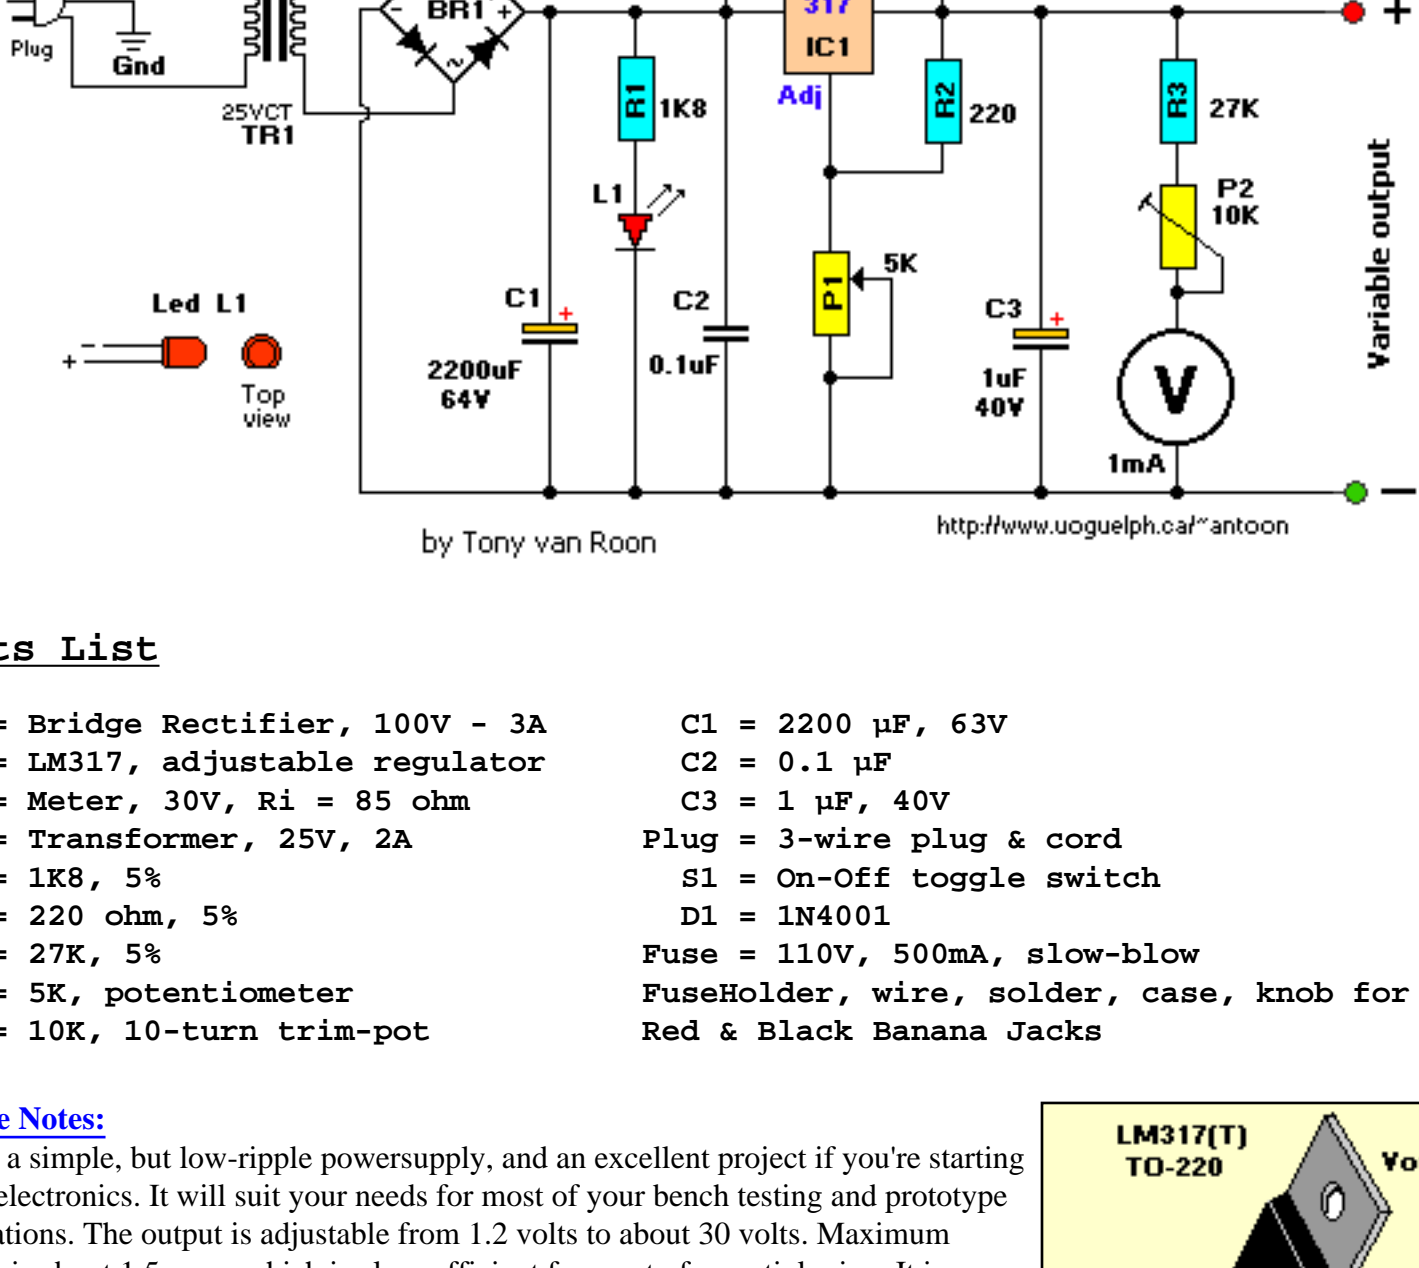 Plug
Gnd
25VCT
TR1
- BR1 +
~
317
IC1
Adj
R1
1K8
R2
220
R3
27K
P2
10K
L1
P1
5K
C1
+
2200uF
64V
C2
0.1uF
C3
+
1uF
40V
V
1mA
+
Variable output
−
Led L1
−
+
Top
view
by Tony van Roon
http://www.uoguelph.ca/~antoon
ts List
= Bridge Rectifier, 100V - 3A C1 = 2200 µF, 63V
= LM317, adjustable regulator C2 = 0.1 µF
= Meter, 30V, Ri = 85 ohm C3 = 1 µF, 40V
= Transformer, 25V, 2A Plug = 3-wire plug & cord
= 1K8, 5% S1 = On-Off toggle switch
= 220 ohm, 5% D1 = 1N4001
= 27K, 5% Fuse = 110V, 500mA, slow-blow
= 5K, potentiometer FuseHolder, wire, solder, case, knob for
= 10K, 10-turn trim-pot Red & Black Banana Jacks
e Notes:
a simple, but low-ripple powersupply, and an excellent project if you're starting
electronics. It will suit your needs for most of your bench testing and prototype
ations. The output is adjustable from 1.2 volts to about 30 volts. Maximum
LM317(T)
TO-220
Vo